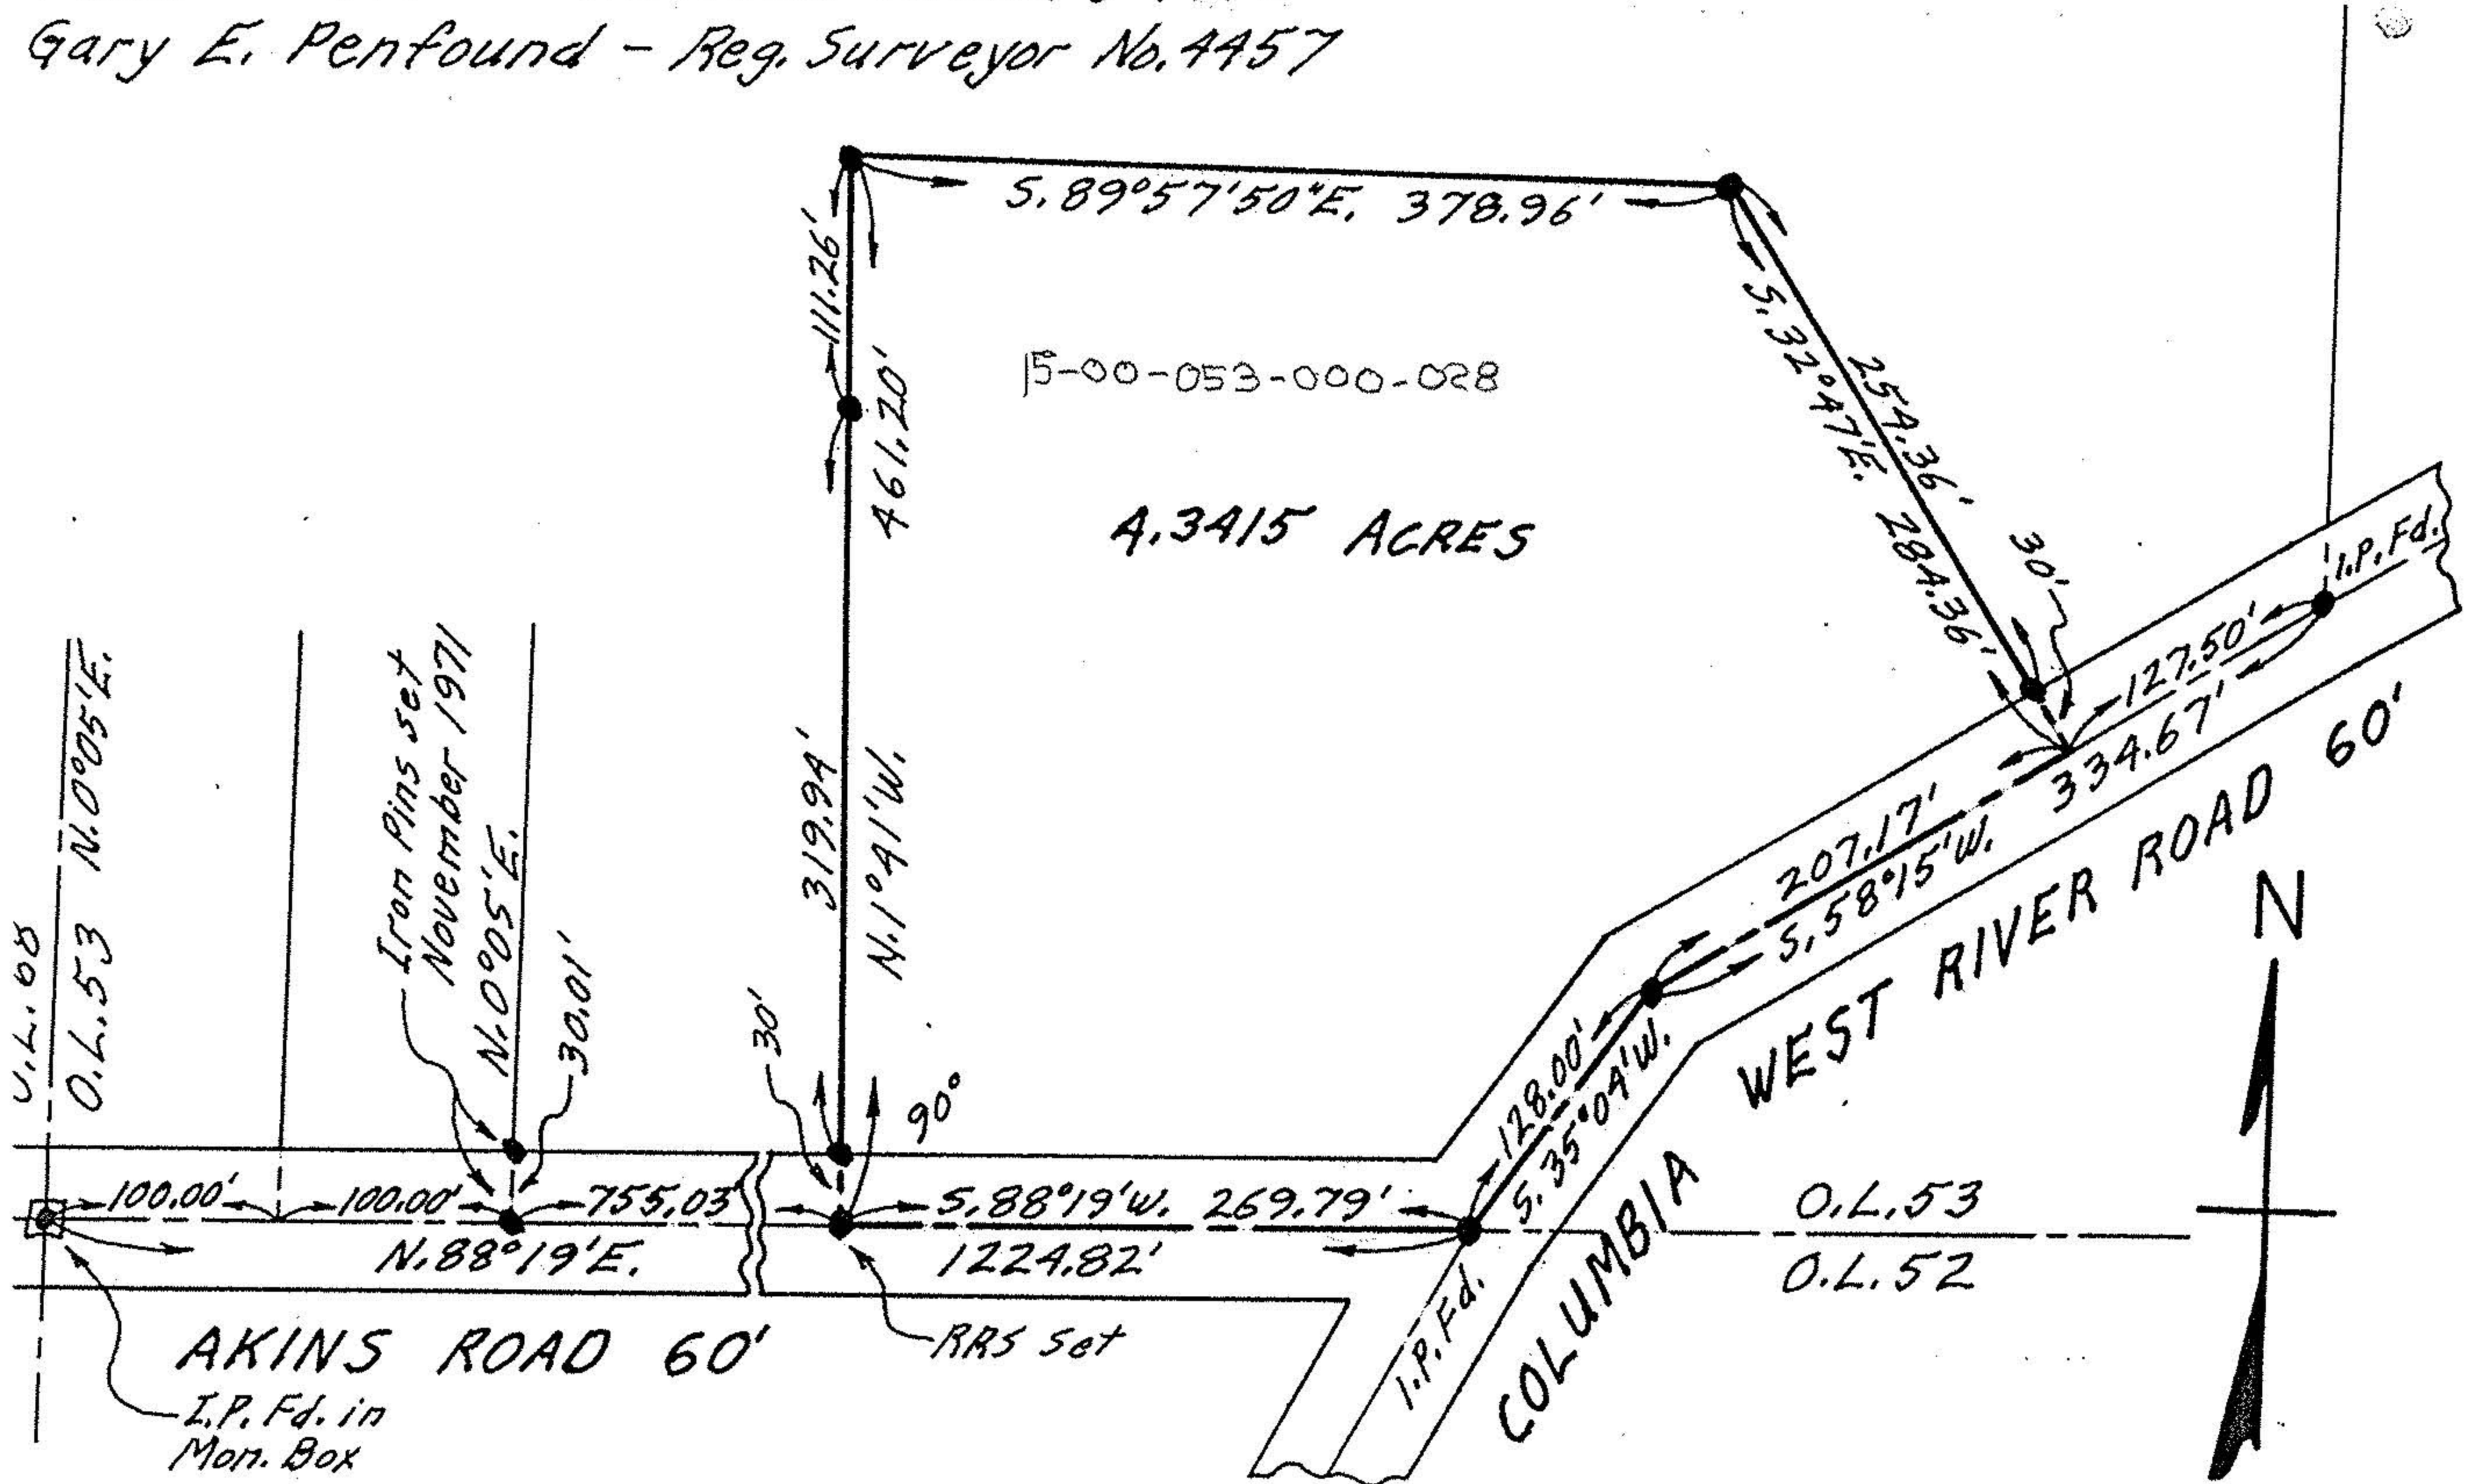 Gary E. Penfound - Reg. Surveyor No. 4457
S. 89°57'50"E. 378.96'
111.26'
461.20'
319.94'
N.1°41'W.
15-00-053-000-028
4.3415 ACRES
S. 32°47'E.
254.36'
284.36'
30'
I.P. Fd.
127.50'
334.67'
207.17'
S. 58°15'W.
WEST RIVER ROAD 60'
N
O.L. 53 N.0°05'E.
Iron Pins set
November 1971
N.0°05'E.
30.01'
30'
90°
128.00'
S. 35°04'W.
100.00' 100.00' 755.03'
S.88°19'W. 269.79'
N.88°19'E.
1224.82'
O.L. 53
O.L. 52
COLUMBIA
I.P. Fd.
AKINS ROAD 60'
RRS Set
I.P. Fd. in
Mon. Box